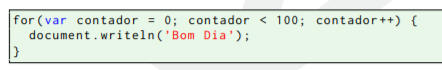 for(var contador = 0; contador < 100; contador++) {
  document.writeln('Bom Dia');
}